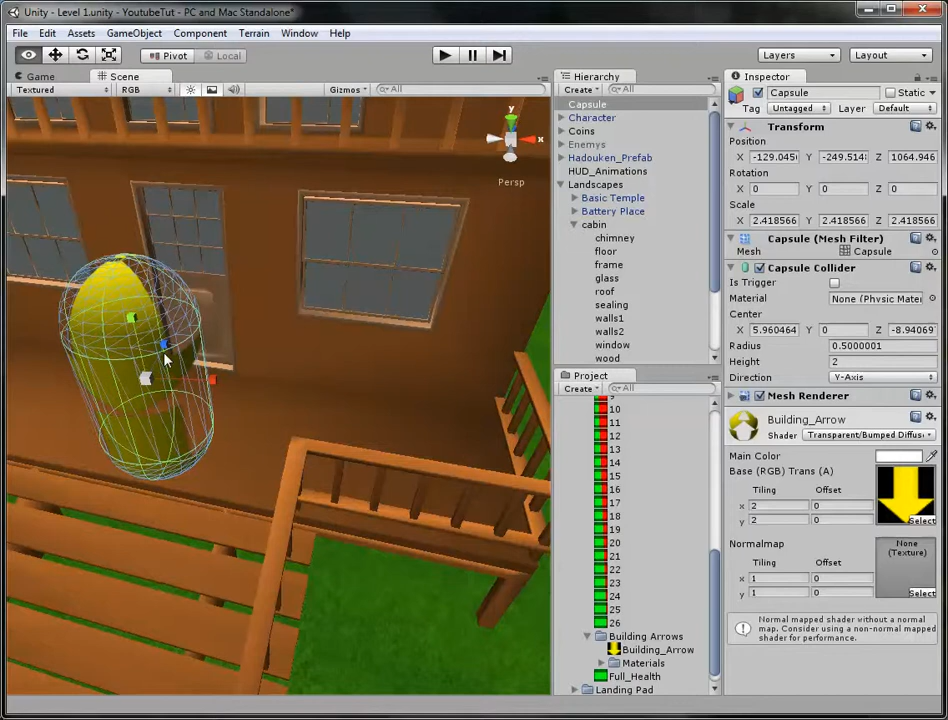 Unity - Level 1.unity - YoutubeTut - PC and Mac Standalone*
File Edit Assets GameObject Component Terrain Window Help
Pivot Local Layers Layout
Game Scene
Textured RGB Gizmos All
y
x
Persp
Hierarchy
Create All
Capsule
Character
Coins
Enemys
Hadouken_Prefab
HUD_Animations
Landscapes
Basic Temple
Battery Place
cabin
chimney
floor
frame
glass
roof
sealing
walls1
walls2
window
wood
Project
Create All
10
11
12
13
14
15
16
17
18
19
20
21
22
23
24
25
26
Building Arrows
Building_Arrow
Materials
Full_Health
Landing Pad
Inspector
Capsule Static
Tag Untagged Layer Default
Transform
Position
X -129.045 Y -249.514 Z 1064.946
Rotation
X 0 Y 0 Z 0
Scale
X 2.418566 Y 2.418566 Z 2.418566
Capsule (Mesh Filter)
Mesh Capsule
Capsule Collider
Is Trigger
Material None (Physic Mater
Center
X 5.960464 Y 0 Z -8.94069
Radius 0.5000001
Height 2
Direction Y-Axis
Mesh Renderer
Building_Arrow
Shader Transparent/Bumped Diffus
Main Color
Base (RGB) Trans (A)
Tiling Offset
x 2 0
y 2 0
Select
Normalmap
None
(Texture)
Tiling Offset
x 1 0
y 1 0
Select
Normal mapped shader without a normal
map. Consider using a non-normal mapped
shader for performance.